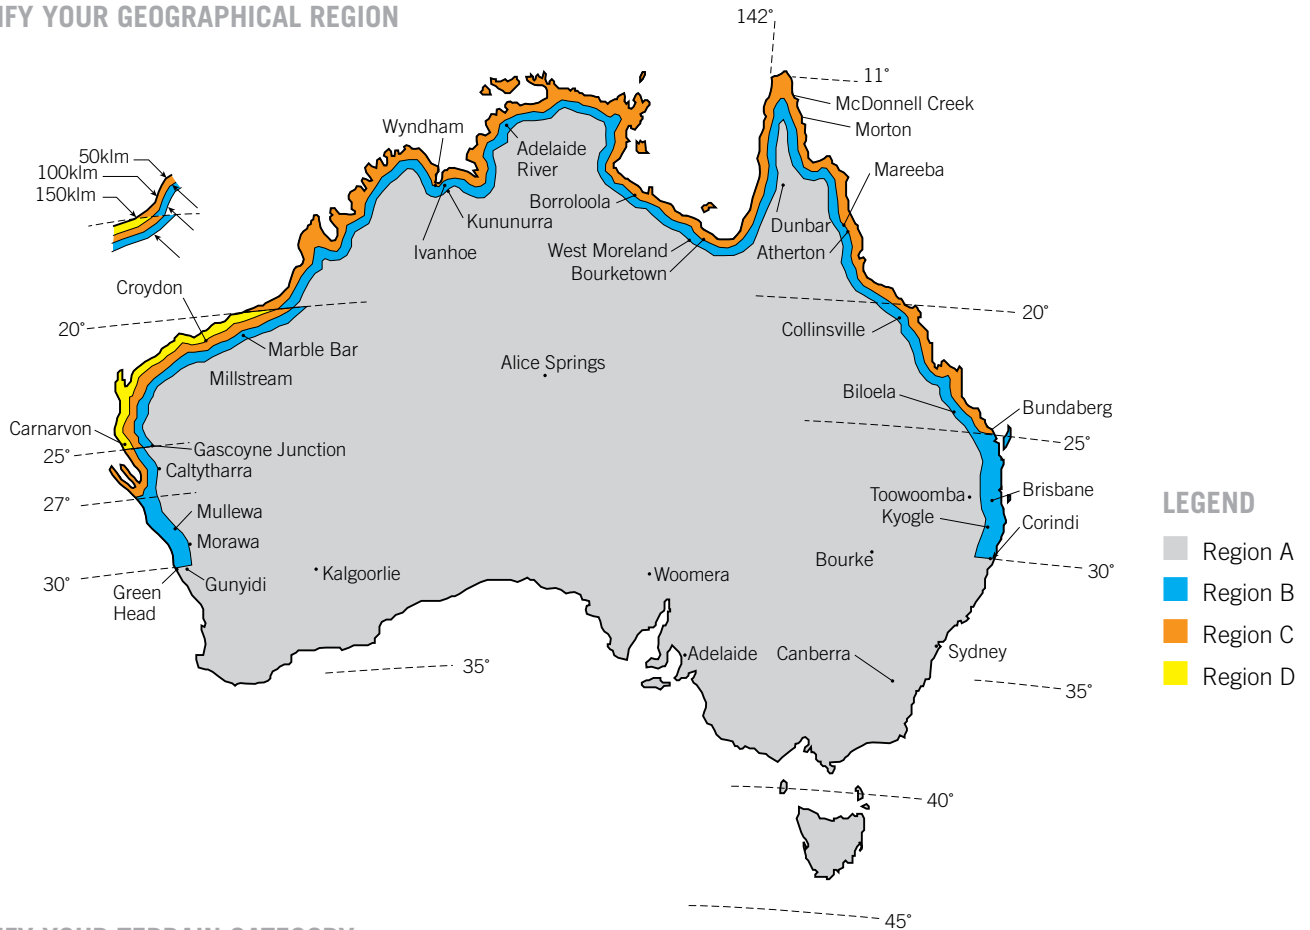 IFY YOUR GEOGRAPHICAL REGION
142°
11°
McDonnell Creek
Morton
Wyndham
Adelaide
River
Mareeba
50klm
100klm
150klm
Borroloola
Kununurra
Dunbar
Ivanhoe
West Moreland
Atherton
Bourketown
Croydon
20°
20°
Collinsville
Marble Bar
Alice Springs
Millstream
Biloela
Bundaberg
Carnarvon
25°
Gascoyne Junction
25°
Caltytharra
27°
Toowoomba
Brisbane
Mullewa
Kyogle
Corindi
Morawa
Bourke
30°
Gunyidi
Kalgoorlie
Woomera
30°
Green
Head
Adelaide
Canberra
Sydney
35°
35°
40°
45°
LEGEND
Region A
Region B
Region C
Region D